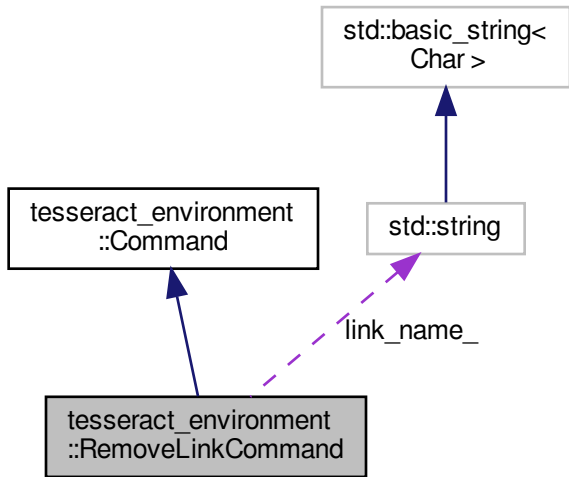 std::basic_string<
Char >
tesseract_environment
::Command
std::string
link_name_
tesseract_environment
::RemoveLinkCommand